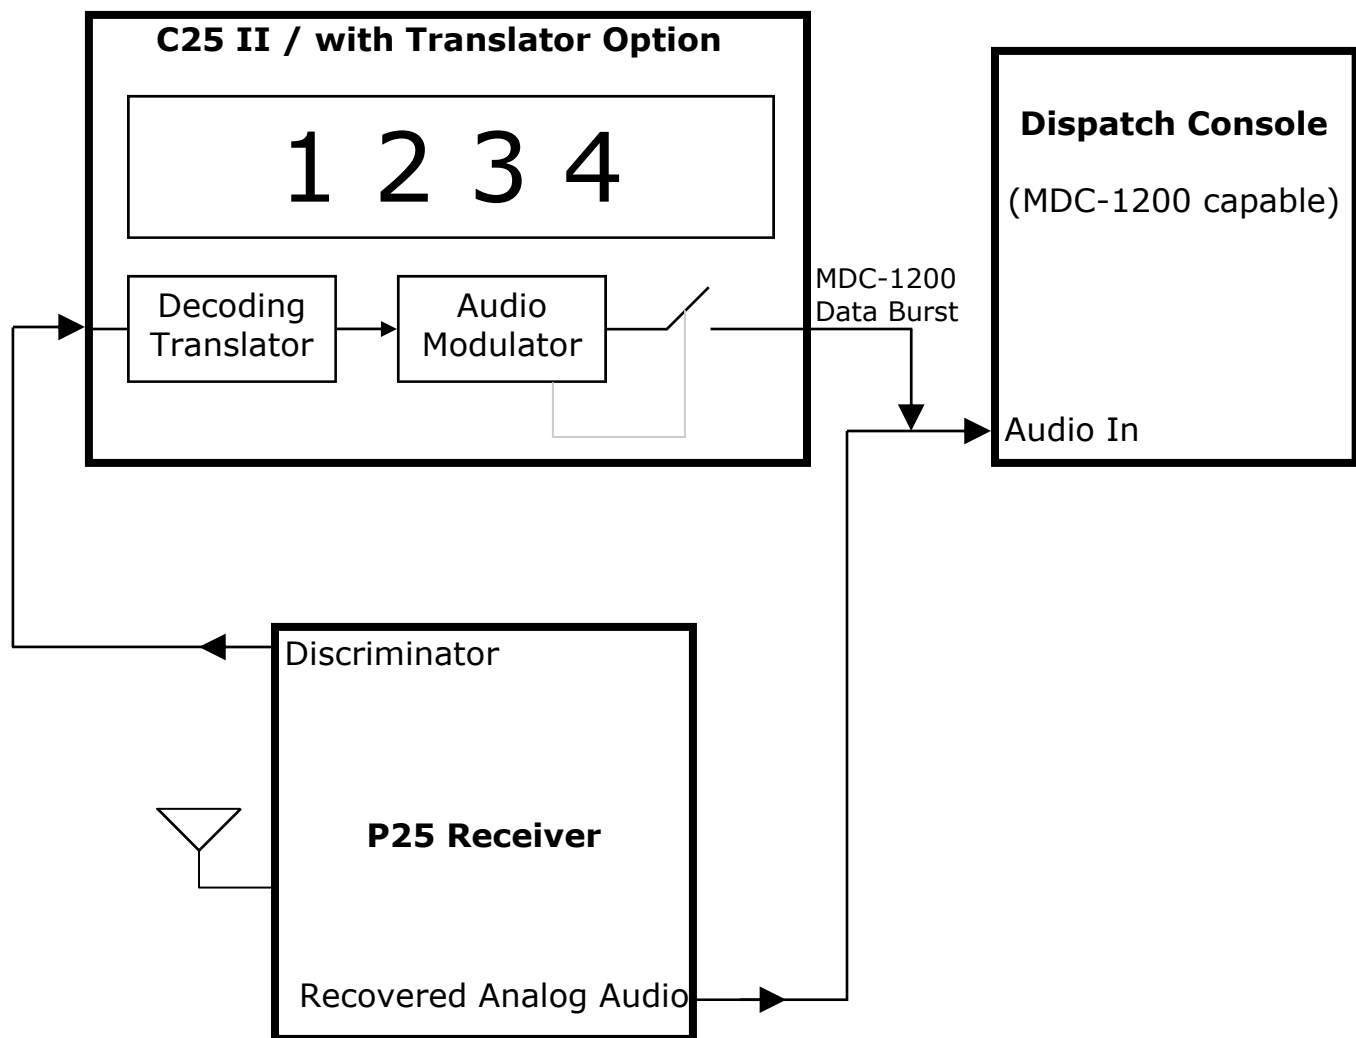 C25 II / with Translator Option
1 2 3 4
Decoding
Translator
Audio
Modulator
MDC-1200
Data Burst
Dispatch Console
(MDC-1200 capable)
Audio In
Discriminator
P25 Receiver
Recovered Analog Audio